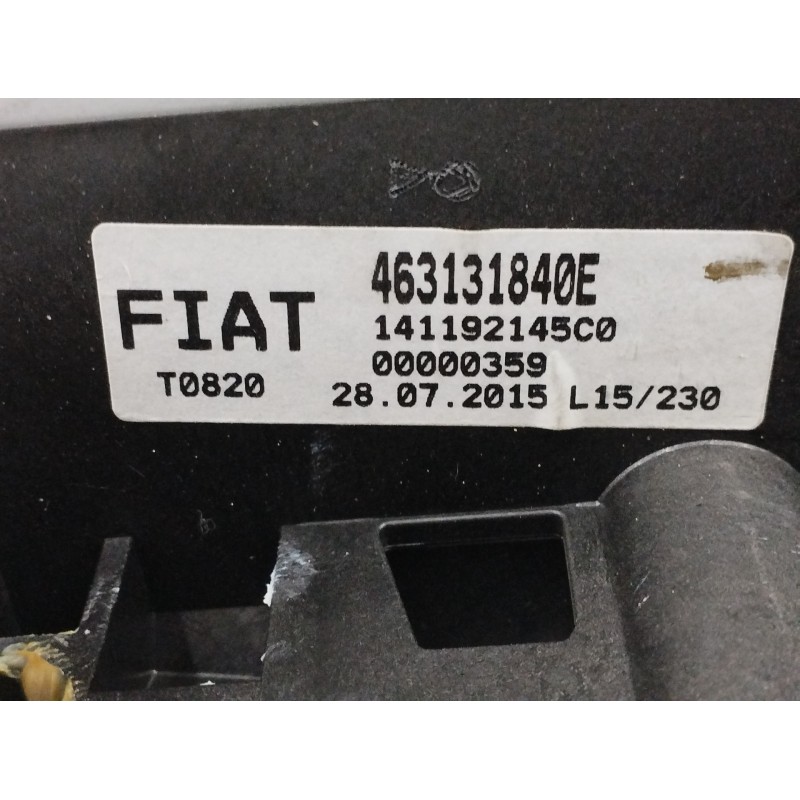 FIAT
T0820
463131840E
141192145C0
00000359
28.07.2015 L15/230